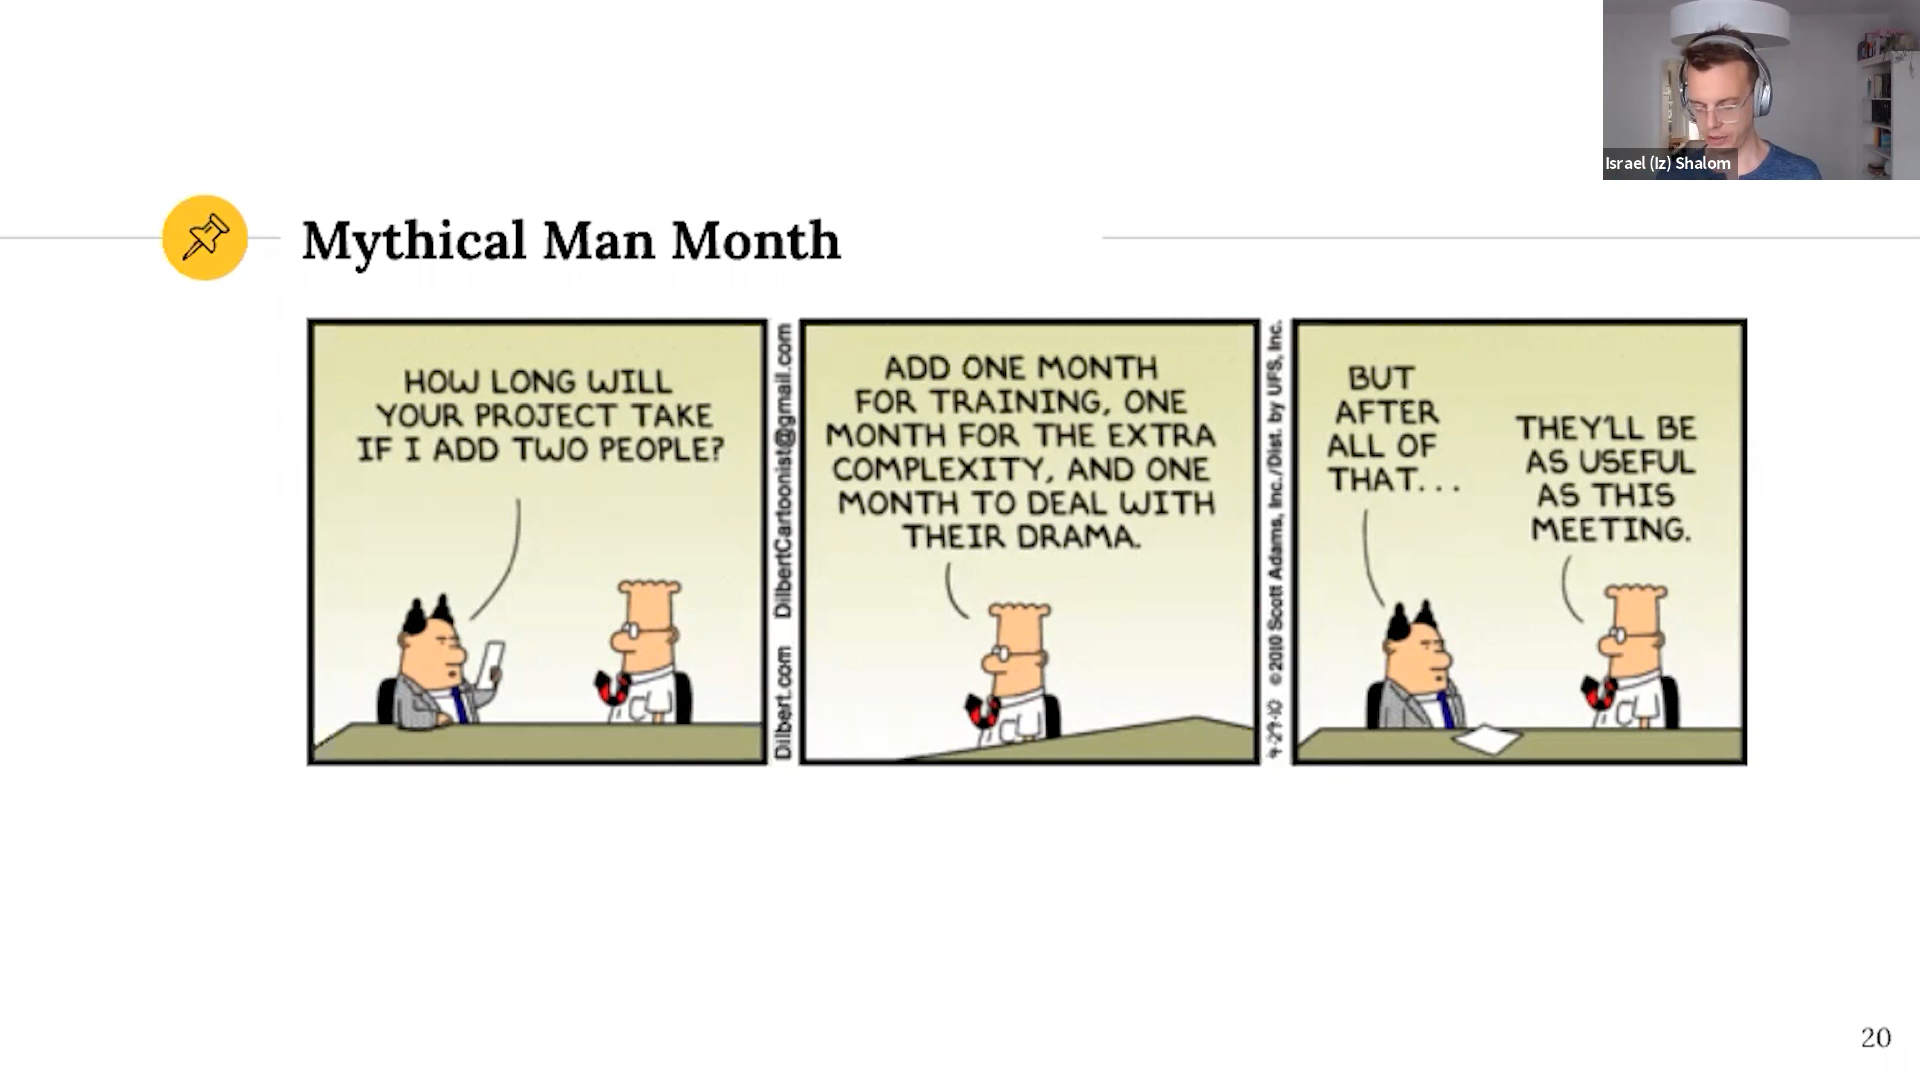 Israel (Iz) Shalom
Mythical Man Month
HOW LONG WILL
YOUR PROJECT TAKE
IF I ADD TWO PEOPLE?
Dilbert.com DilbertCartoonist@gmail.com
ADD ONE MONTH
FOR TRAINING, ONE
MONTH FOR THE EXTRA
COMPLEXITY, AND ONE
MONTH TO DEAL WITH
THEIR DRAMA.
4-29-10 ©2010 Scott Adams, Inc./Dist. by UFS, Inc.
BUT
AFTER
ALL OF
THAT...
THEY'LL BE
AS USEFUL
AS THIS
MEETING.
20